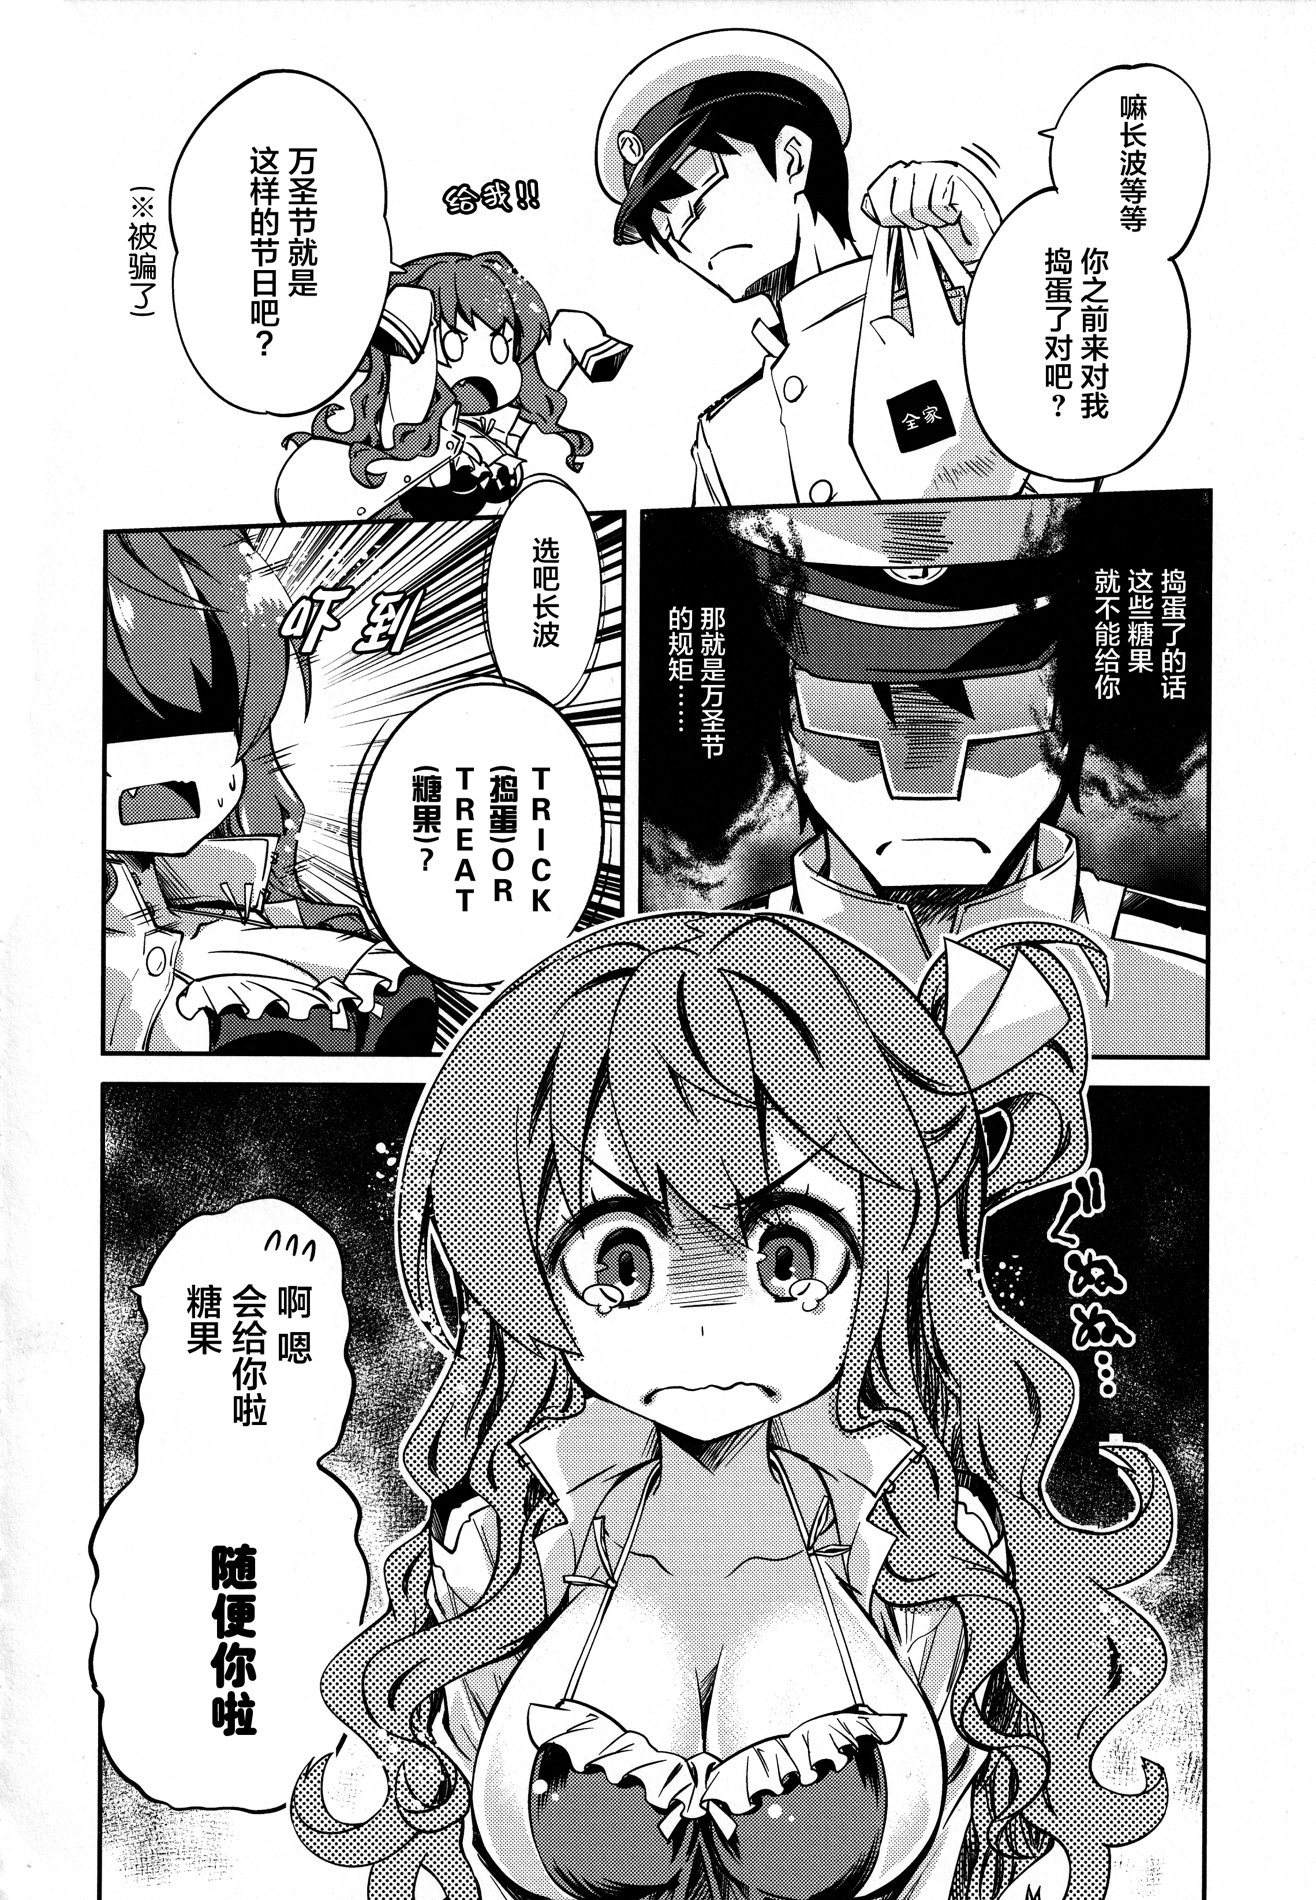 嘛长波等等
你之前来对我
捣蛋了对吧?
全家
给我!!
万圣节就是
这样的节日吧?
(※被骗了)
捣蛋了的话
这些糖果
就不能给你
那就是万圣节
的规矩……
选吧长波
TRICK
(捣蛋)OR
TREAT
(糖果)?
吓到
啊嗯
会给你啦
糖果
随便你啦
M